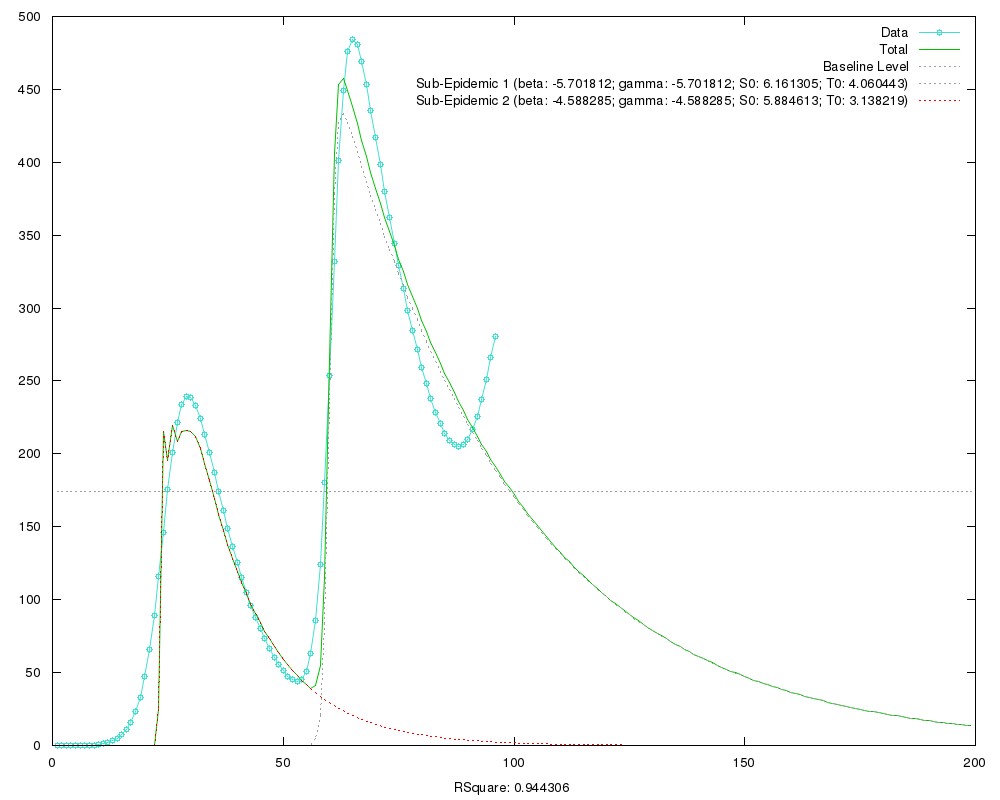 500
450
400
350
300
250
200
150
100
50
0
Data
Total
Baseline Level
Sub-Epidemic 1 (beta: -5.701812; gamma: -5.701812; S0: 6.161305; T0: 4.060443)
Sub-Epidemic 2 (beta: -4.588285; gamma: -4.588285; S0: 5.884613; T0: 3.138219)
0 50 100 150 200
RSquare: 0.944306